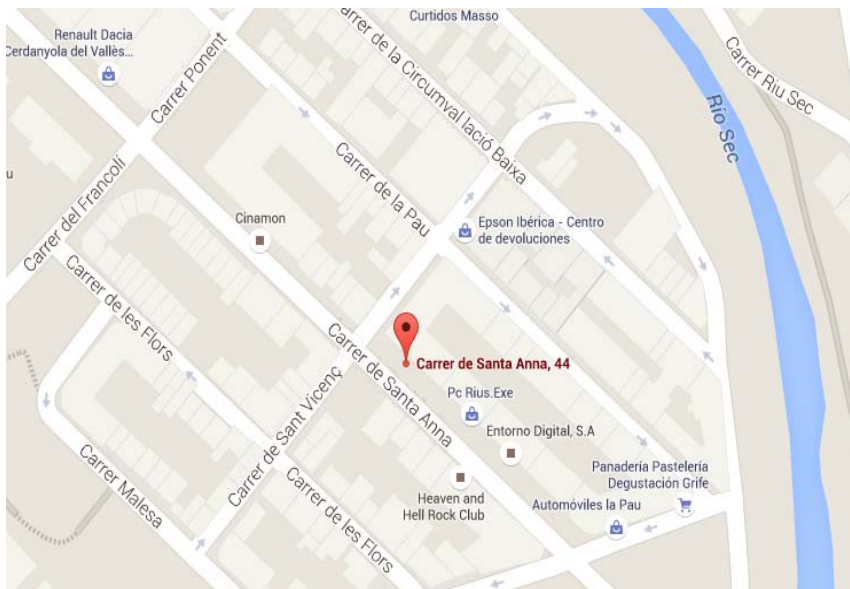 Curtidos Masso
Renault Dacia
Cerdanyola del Vallès...
Carrer Ponent
Carrer de la Circumval·lació Baixa
Carrer Riu Sec
Río Sec
Carrer de la Pau
Carrer del Francolí
u
Cinamon
Epson Ibérica - Centro
de devoluciones
Carrer de les Flors
Carrer de Santa Anna
Carrer de Santa Anna, 44
Pc Rius.Exe
Carrer de Sant Vicenç
Entorno Digital, S.A
Panadería Pastelería
Degustación Grife
Carrer Malesa
Carrer de les Flors
Heaven and
Hell Rock Club
Automóviles la Pau